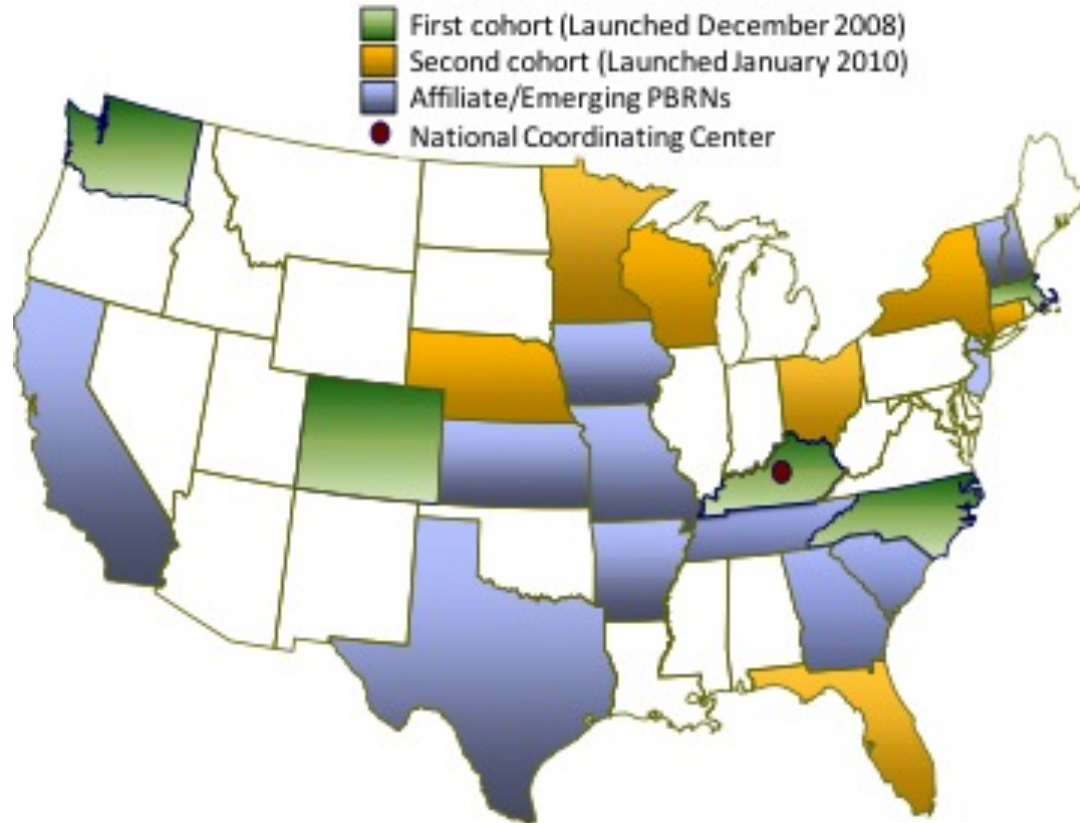 First cohort (Launched December 2008)
Second cohort (Launched January 2010)
Affiliate/Emerging PBRNs
National Coordinating Center